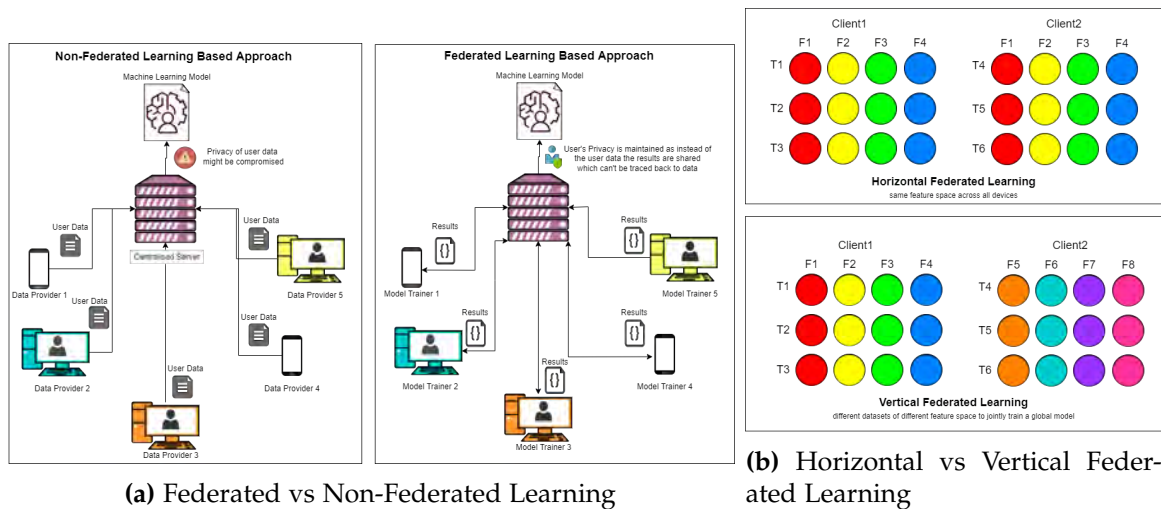 Non-Federated Learning Based Approach
Machine Learning Model
Privacy of user data
might be compromised
User Data
User Data
Centralised Server
Data Provider 1
Data Provider 5
User Data
User Data
Data Provider 2
Data Provider 4
User Data
Data Provider 3
Federated Learning Based Approach
Machine Learning Model
User's Privacy is maintained as instead of
the user data the results are shared
which can't be traced back to data
Results
{}
Results
{}
Model Trainer 1
Model Trainer 5
Results
{}
Results
{}
Model Trainer 2
Model Trainer 4
Results
{}
Model Trainer 3
(a) Federated vs Non-Federated Learning
Client1 Client2
F1 F2 F3 F4 F1 F2 F3 F4
T1 T4
T2 T5
T3 T6
Horizontal Federated Learning
same feature space across all devices
Client1 Client2
F1 F2 F3 F4 F5 F6 F7 F8
T1 T4
T2 T5
T3 T6
Vertical Federated Learning
different datasets of different feature space to jointly train a global model
(b) Horizontal vs Vertical Feder-
ated Learning